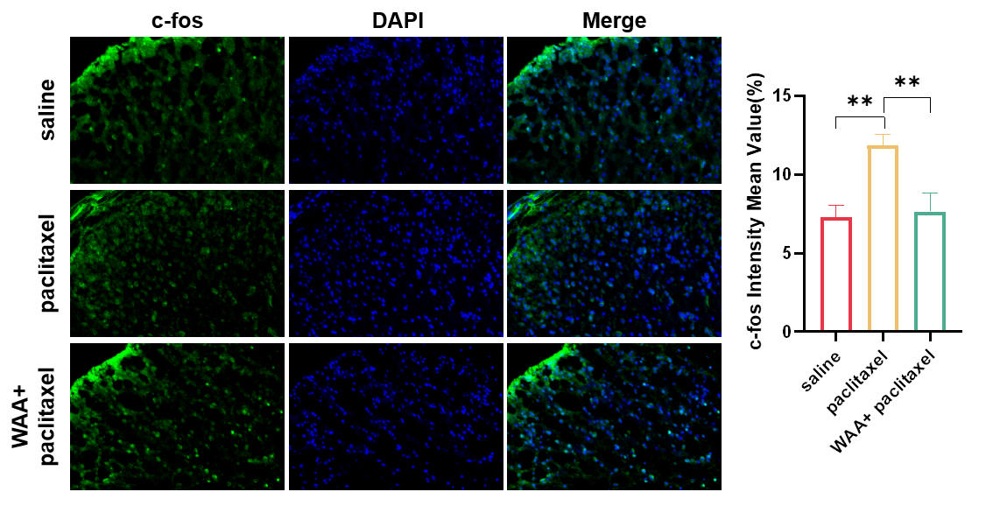 c-fos
DAPI
Merge
saline
paclitaxel
WAA+
paclitaxel
c-fos Intensity Mean Value(%)
15
10
5
0
**
**
saline
paclitaxel
WAA+ paclitaxel